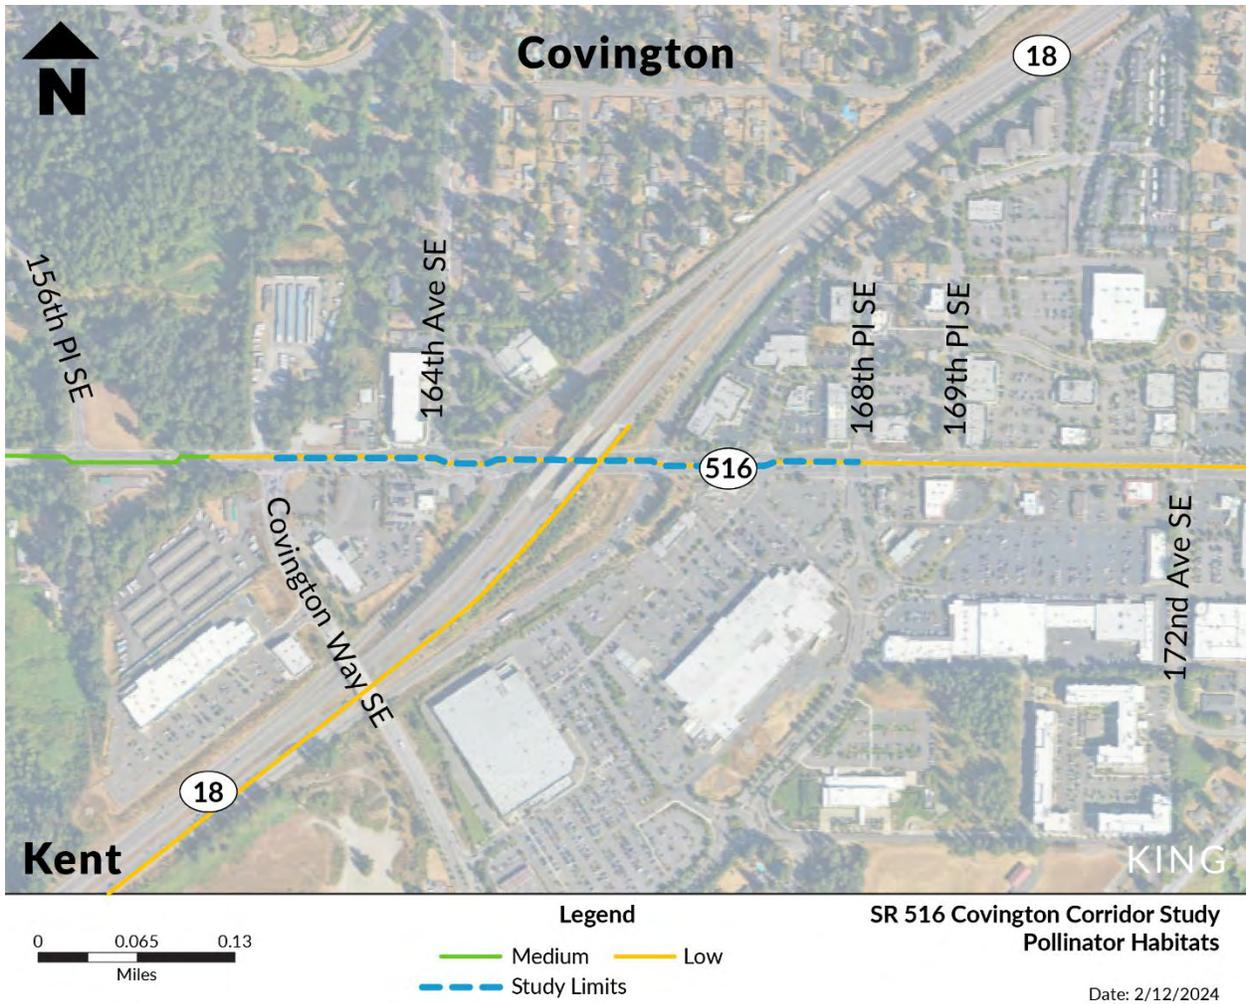 Covington
18
N
156th Pl SE
164th Ave SE
168th Pl SE
169th Pl SE
516
Covington Way SE
172nd Ave SE
18
Kent
KING
Legend
SR 516 Covington Corridor Study
Pollinator Habitats
0 0.065 0.13
Miles
Medium
Low
Study Limits
Date: 2/12/2024